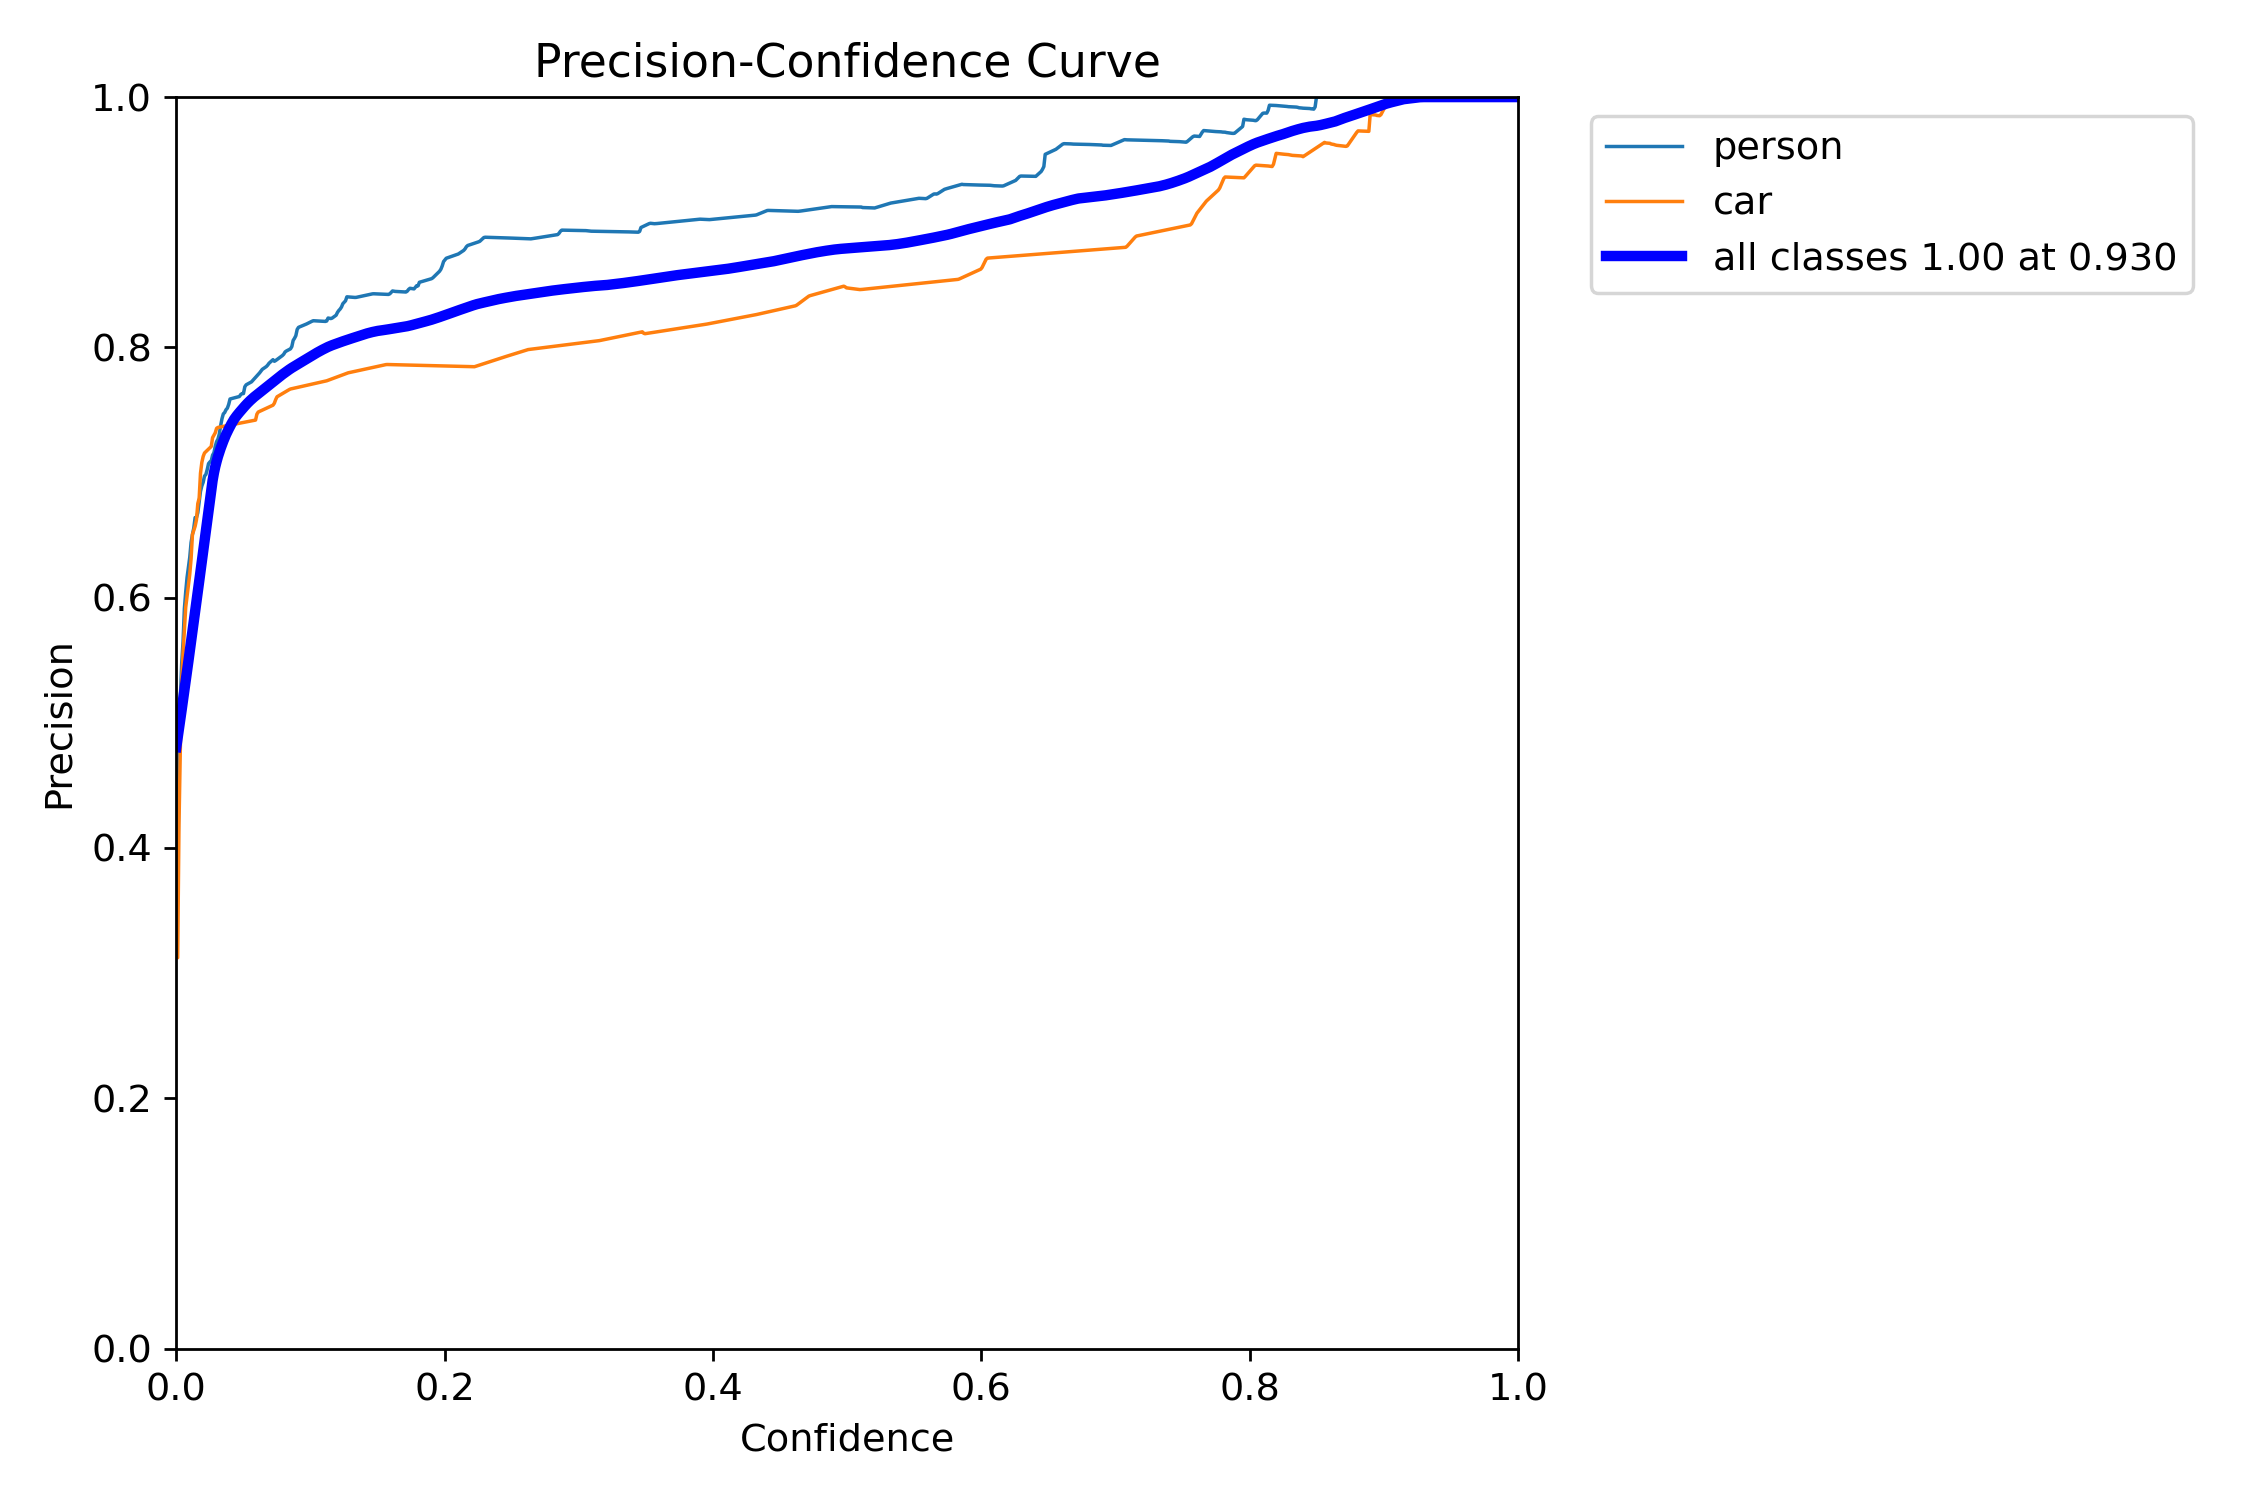 Precision-Confidence Curve
1.0
0.8
0.6
0.4
0.2
0.0
Precision
0.0 0.2 0.4 0.6 0.8 1.0
Confidence
person
car
all classes 1.00 at 0.930